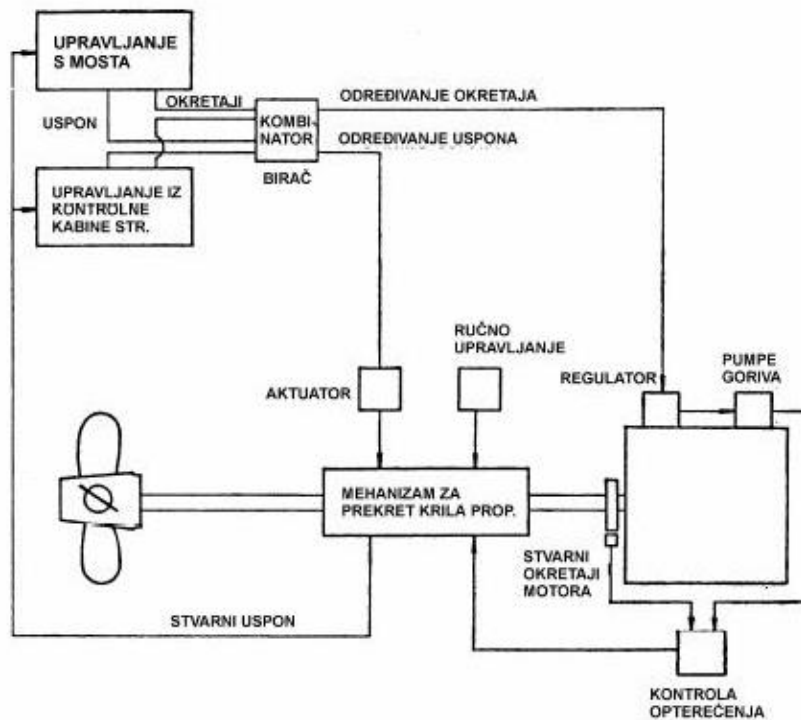 UPRAVLJANJE
S MOSTA
OKRETAJI
USPON
KOMBI-
NATOR
BIRAČ
ODREĐIVANJE OKRETAJA
ODREĐIVANJE USPONA
UPRAVLJANJE IZ
KONTROLNE
KABINE STR.
AKTUATOR
RUČNO
UPRAVLJANJE
REGULATOR
PUMPE
GORIVA
MEHANIZAM ZA
PREKRET KRILA PROP.
STVARNI
OKRETAJI
MOTORA
STVARNI USPON
KONTROLA
OPTEREĆENJA